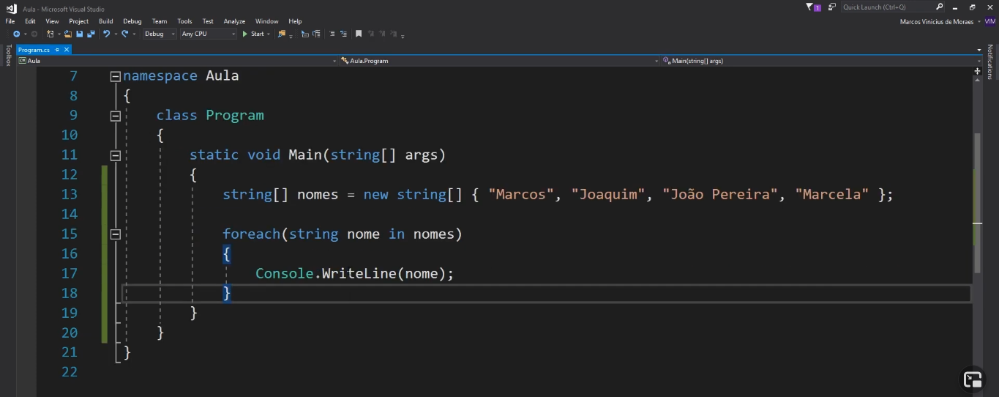 Aula - Microsoft Visual Studio
1
Quick Launch (Ctrl+Q)
File Edit View Project Build Debug Team Tools Test Analyze Window Help
Marcos Vinicius de Moraes
MM
Debug
Any CPU
Start
Toolbox
Program.cs
Notifications
C# Aula
Aula.Program
Main(string[] args)
7 namespace Aula
8 {
9 class Program
10 {
11 static void Main(string[] args)
12 {
13 string[] nomes = new string[] { "Marcos", "Joaquim", "João Pereira", "Marcela" };
14
15 foreach(string nome in nomes)
16 {
17 Console.WriteLine(nome);
18 }
19 }
20 }
21 }
22